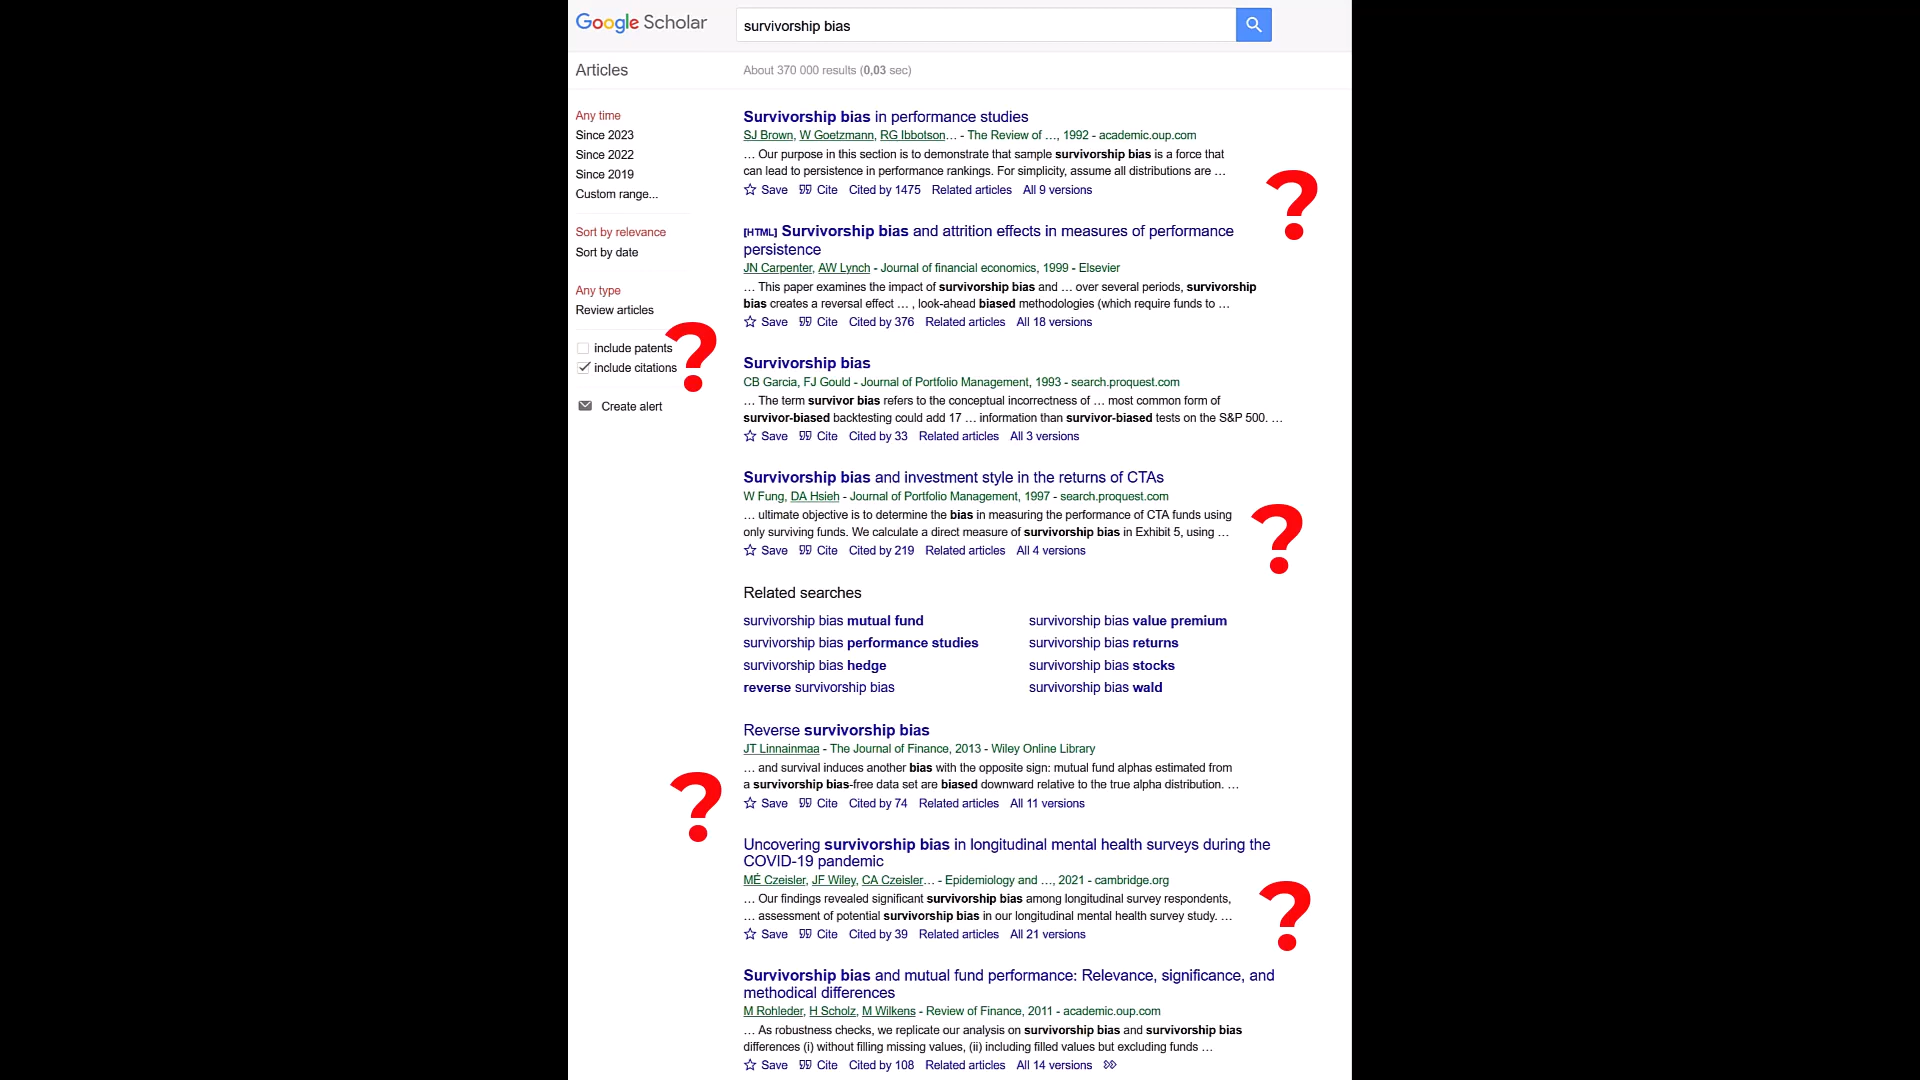 Google Scholar
survivorship bias
Articles
About 370 000 results (0,03 sec)
Any time
Since 2023
Since 2022
Since 2019
Custom range...
Sort by relevance
Sort by date
Any type
Review articles
include patents
include citations
Create alert
Survivorship bias in performance studies
SJ Brown, W Goetzmann, RG Ibbotson… - The Review of …, 1992 - academic.oup.com
… Our purpose in this section is to demonstrate that sample survivorship bias is a force that
can lead to persistence in performance rankings. For simplicity, assume all distributions are …
Save Cite Cited by 1475 Related articles All 9 versions
[HTML] Survivorship bias and attrition effects in measures of performance
persistence
JN Carpenter, AW Lynch - Journal of financial economics, 1999 - Elsevier
… This paper examines the impact of survivorship bias and … over several periods, survivorship
bias creates a reversal effect … , look-ahead biased methodologies (which require funds to …
Save Cite Cited by 376 Related articles All 18 versions
Survivorship bias
CB Garcia, FJ Gould - Journal of Portfolio Management, 1993 - search.proquest.com
… The term survivor bias refers to the conceptual incorrectness of … most common form of
survivor-biased backtesting could add 17 … information than survivor-biased tests on the S&P 500. …
Save Cite Cited by 33 Related articles All 3 versions
Survivorship bias and investment style in the returns of CTAs
W Fung, DA Hsieh - Journal of Portfolio Management, 1997 - search.proquest.com
… ultimate objective is to determine the bias in measuring the performance of CTA funds using
only surviving funds. We calculate a direct measure of survivorship bias in Exhibit 5, using …
Save Cite Cited by 219 Related articles All 4 versions
Related searches
survivorship bias mutual fund
survivorship bias value premium
survivorship bias performance studies
survivorship bias returns
survivorship bias hedge
survivorship bias stocks
reverse survivorship bias
survivorship bias wald
Reverse survivorship bias
JT Linnainmaa - The Journal of Finance, 2013 - Wiley Online Library
… and survival induces another bias with the opposite sign: mutual fund alphas estimated from
a survivorship bias-free data set are biased downward relative to the true alpha distribution. …
Save Cite Cited by 74 Related articles All 11 versions
Uncovering survivorship bias in longitudinal mental health surveys during the
COVID-19 pandemic
MÉ Czeisler, JF Wiley, CA Czeisler… - Epidemiology and …, 2021 - cambridge.org
… Our findings revealed significant survivorship bias among longitudinal survey respondents,
… assessment of potential survivorship bias in our longitudinal mental health survey study. …
Save Cite Cited by 39 Related articles All 21 versions
Survivorship bias and mutual fund performance: Relevance, significance, and
methodical differences
M Rohleder, H Scholz, M Wilkens - Review of Finance, 2011 - academic.oup.com
… As robustness checks, we replicate our analysis on survivorship bias and survivorship bias
differences (i) without filling missing values, (ii) including filled values but excluding funds …
Save Cite Cited by 108 Related articles All 14 versions
?
?
?
?
?